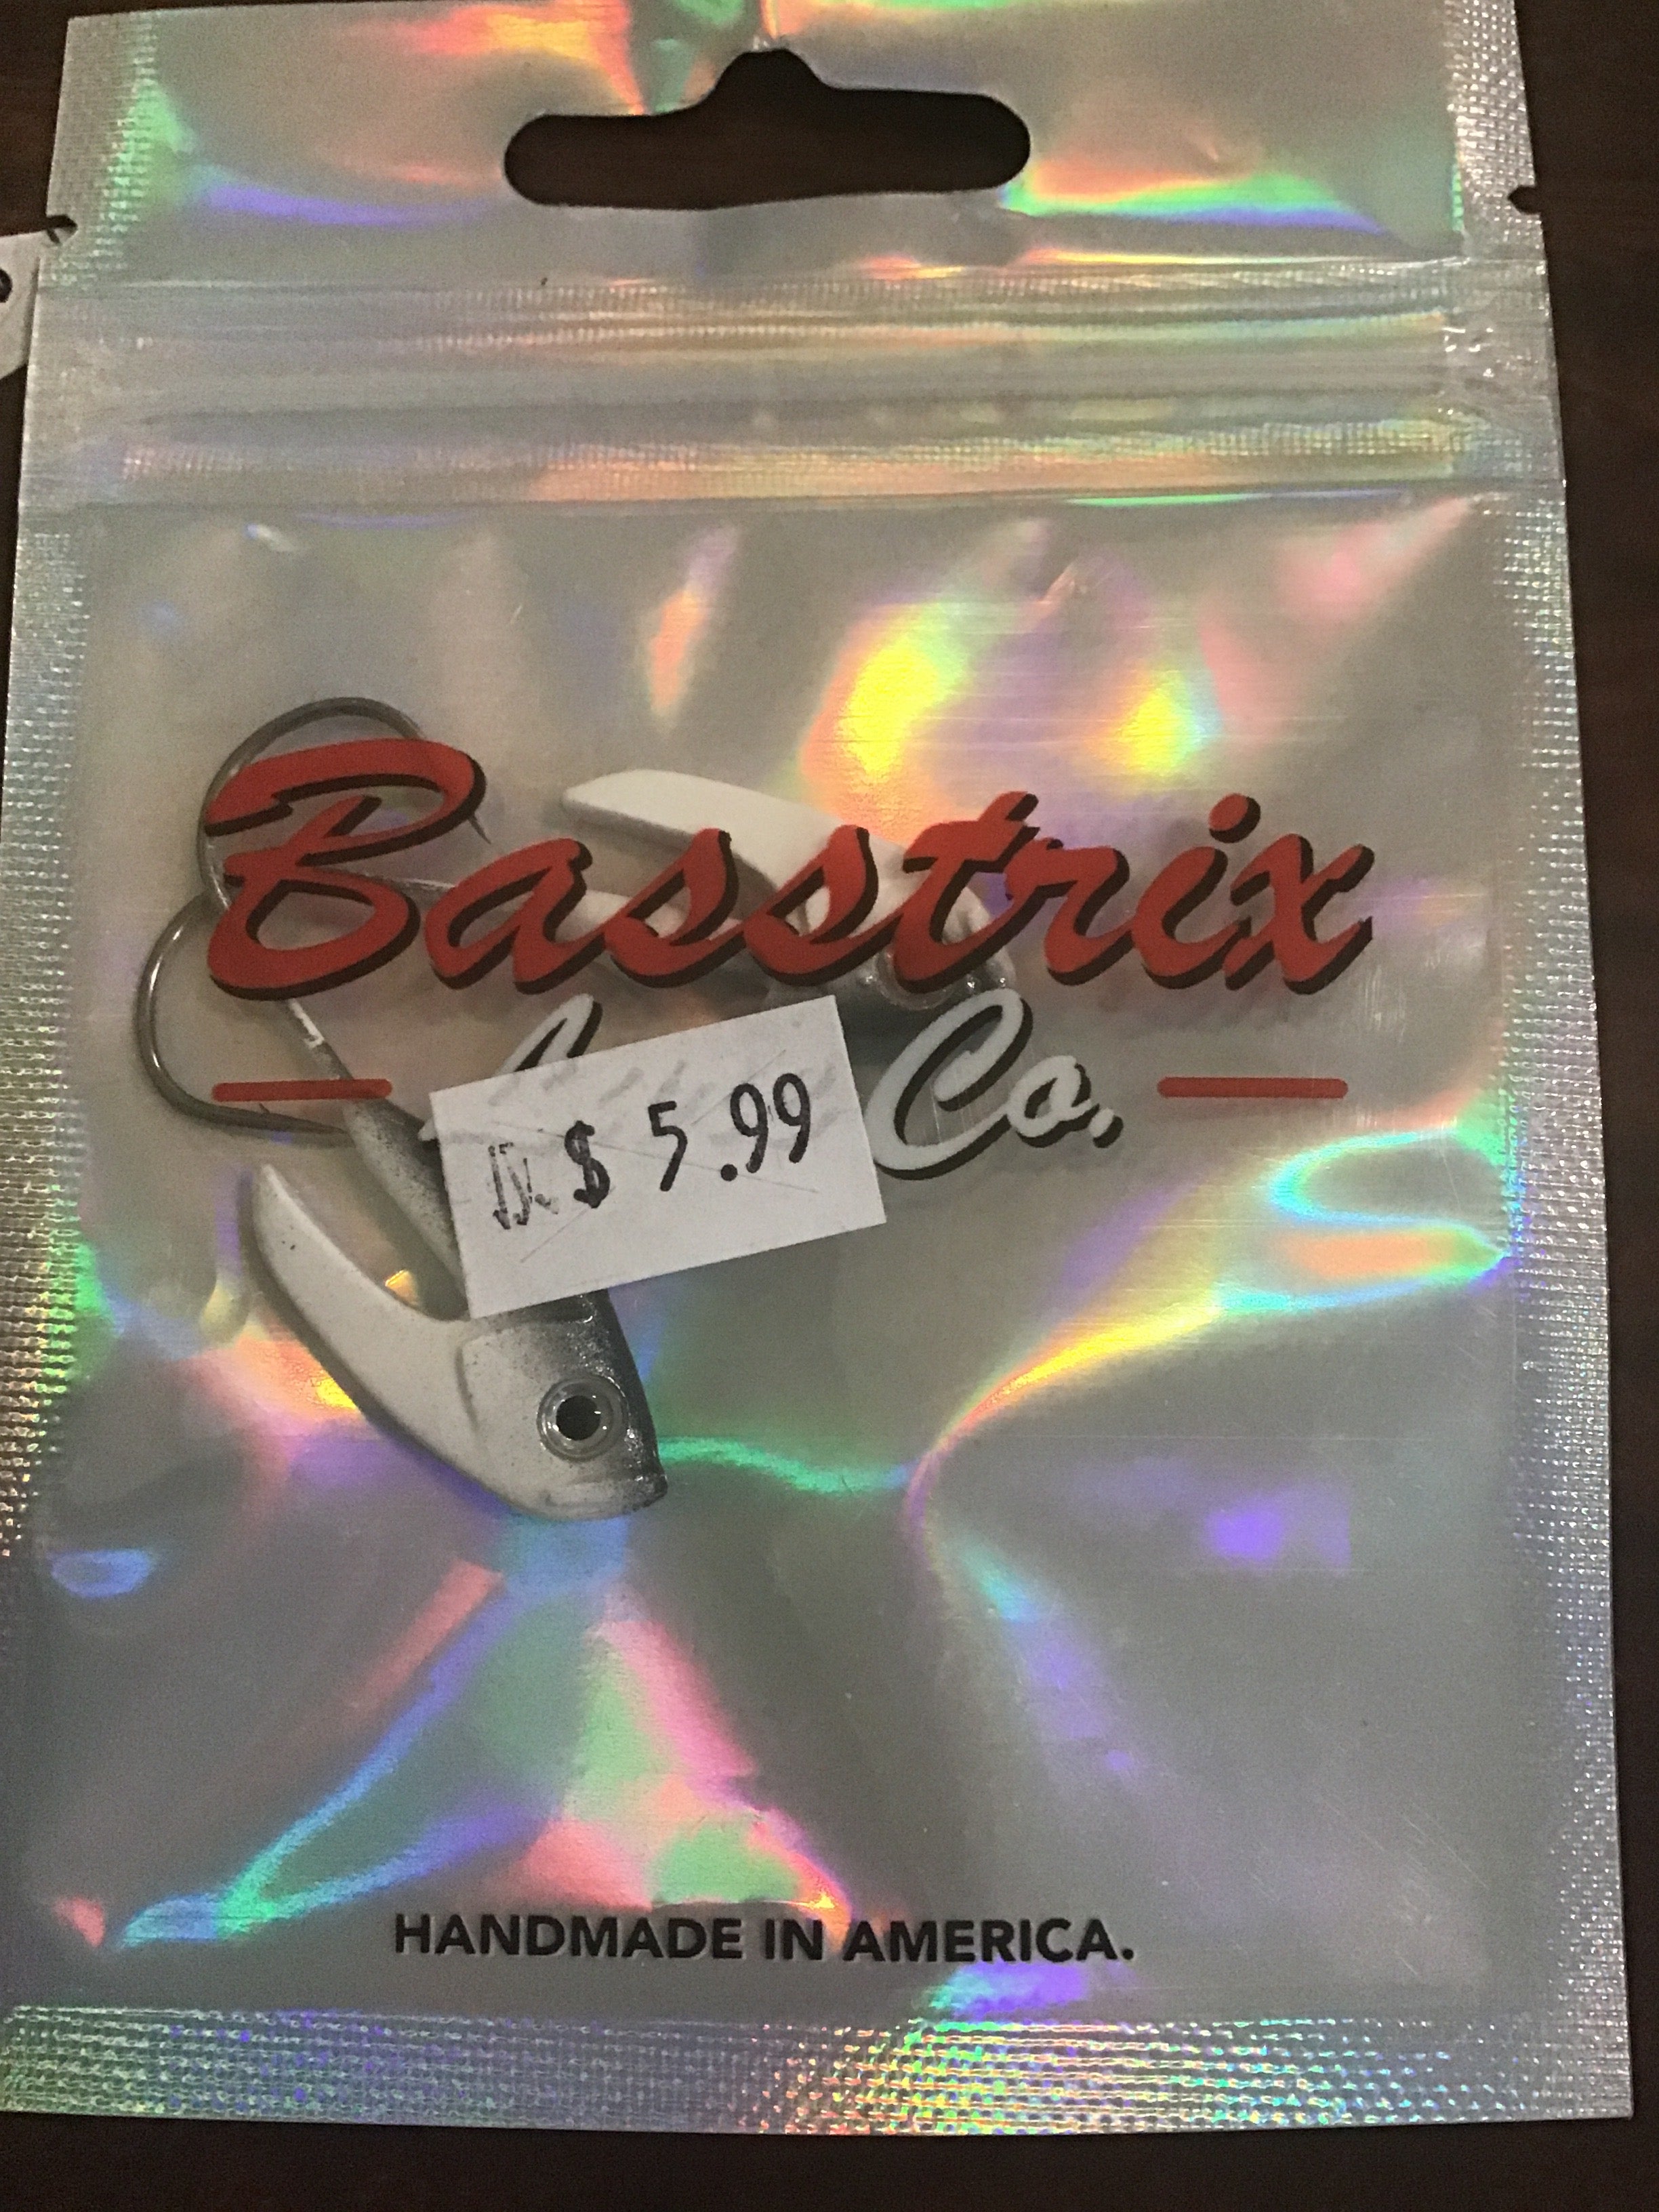 Basstrix
Co.
$ 5.99
HANDMADE IN AMERICA.